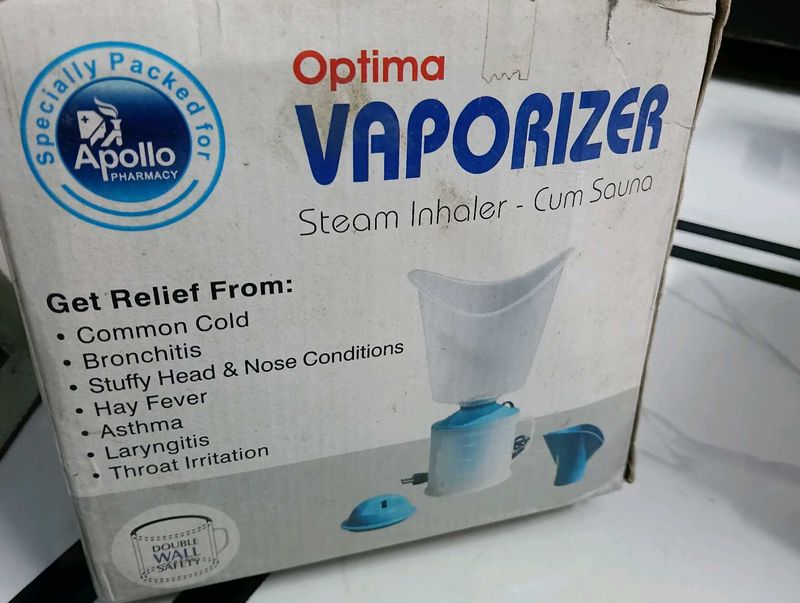 Specially Packed for
Apollo
PHARMACY
Optima
VAPORIZER
Steam Inhaler - Cum Sauna
Get Relief From:
• Common Cold
• Bronchitis
• Stuffy Head & Nose Conditions
• Hay Fever
• Asthma
• Laryngitis
• Throat Irritation
DOUBLE
WALL
SAFETY